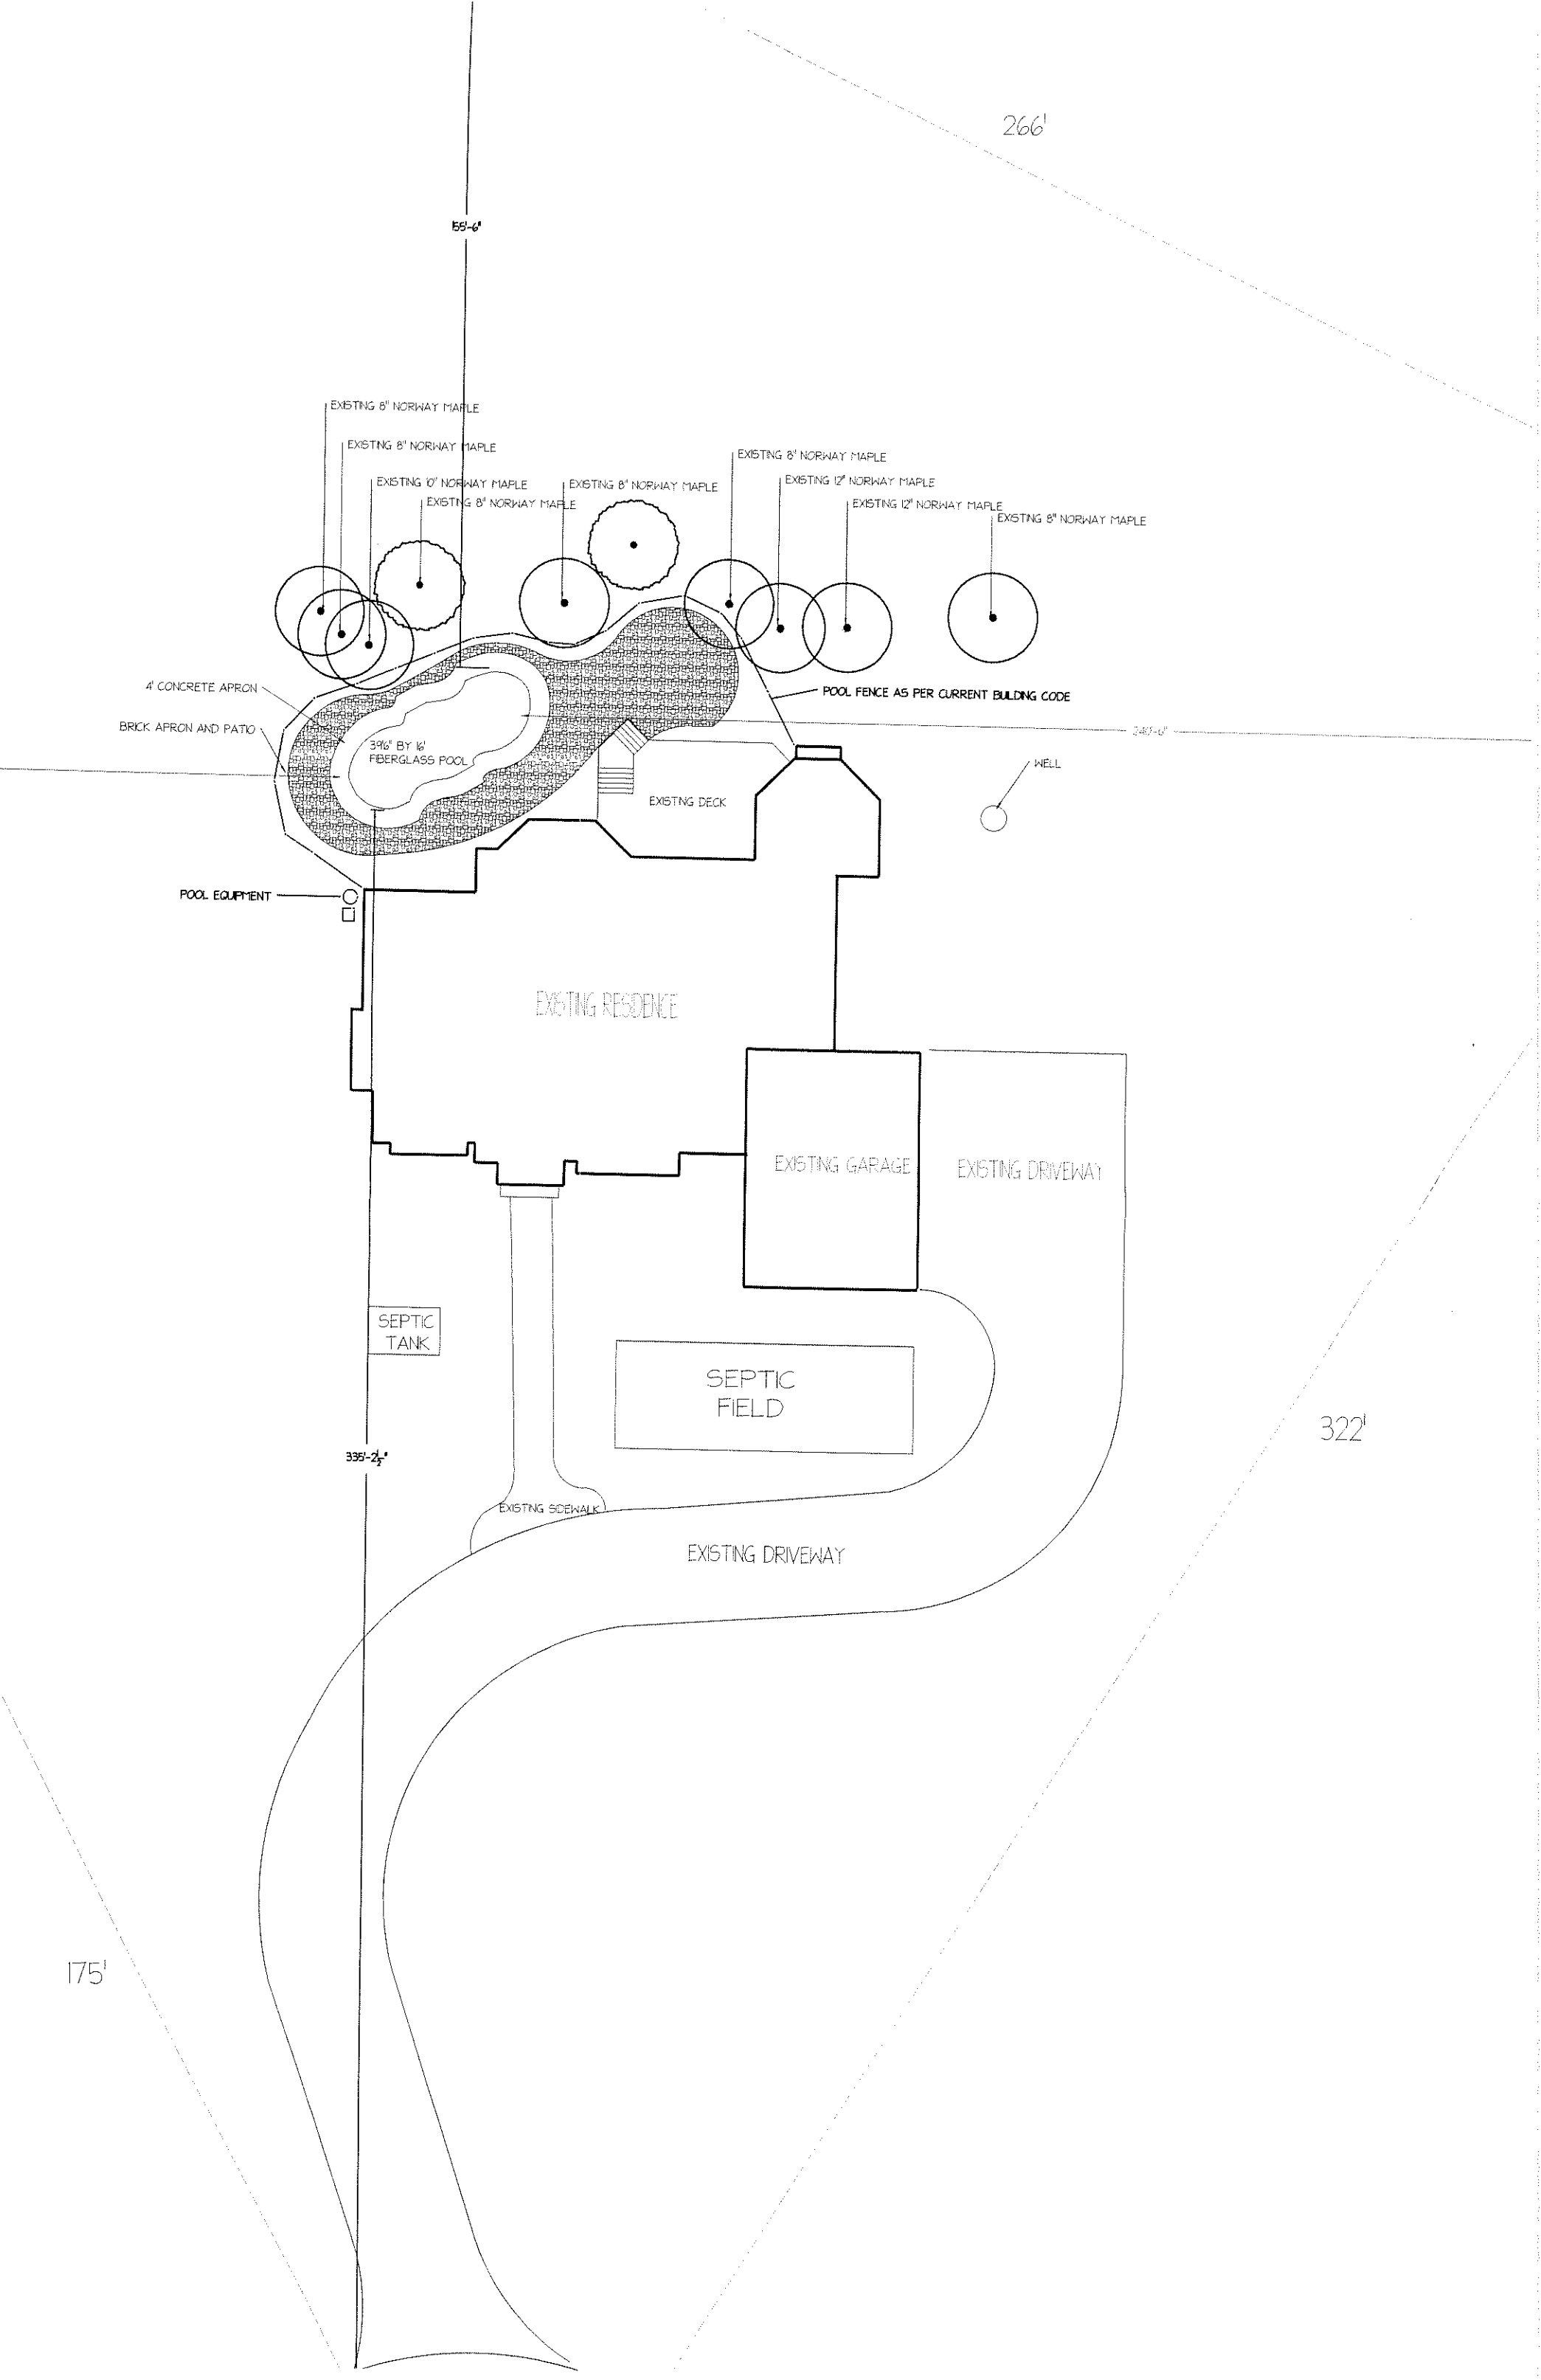 266'
155'-6"
EXISTING 8" NORWAY MAPLE
EXISTING 8" NORWAY MAPLE
EXISTING 10" NORWAY MAPLE
EXISTING 8" NORWAY MAPLE
EXISTING 8" NORWAY MAPLE
EXISTING 8" NORWAY MAPLE
EXISTING 12" NORWAY MAPLE
EXISTING 12" NORWAY MAPLE
EXISTING 8" NORWAY MAPLE
4' CONCRETE APRON
POOL FENCE AS PER CURRENT BUILDING CODE
BRICK APRON AND PATIO
240'-6"
39'6" BY 16'
FIBERGLASS POOL
WELL
EXISTING DECK
POOL EQUIPMENT
EXISTING RESIDENCE
EXISTING GARAGE
EXISTING DRIVEWAY
SEPTIC
TANK
SEPTIC
FIELD
322'
335'-2½"
EXISTING SIDEWALK
EXISTING DRIVEWAY
175'